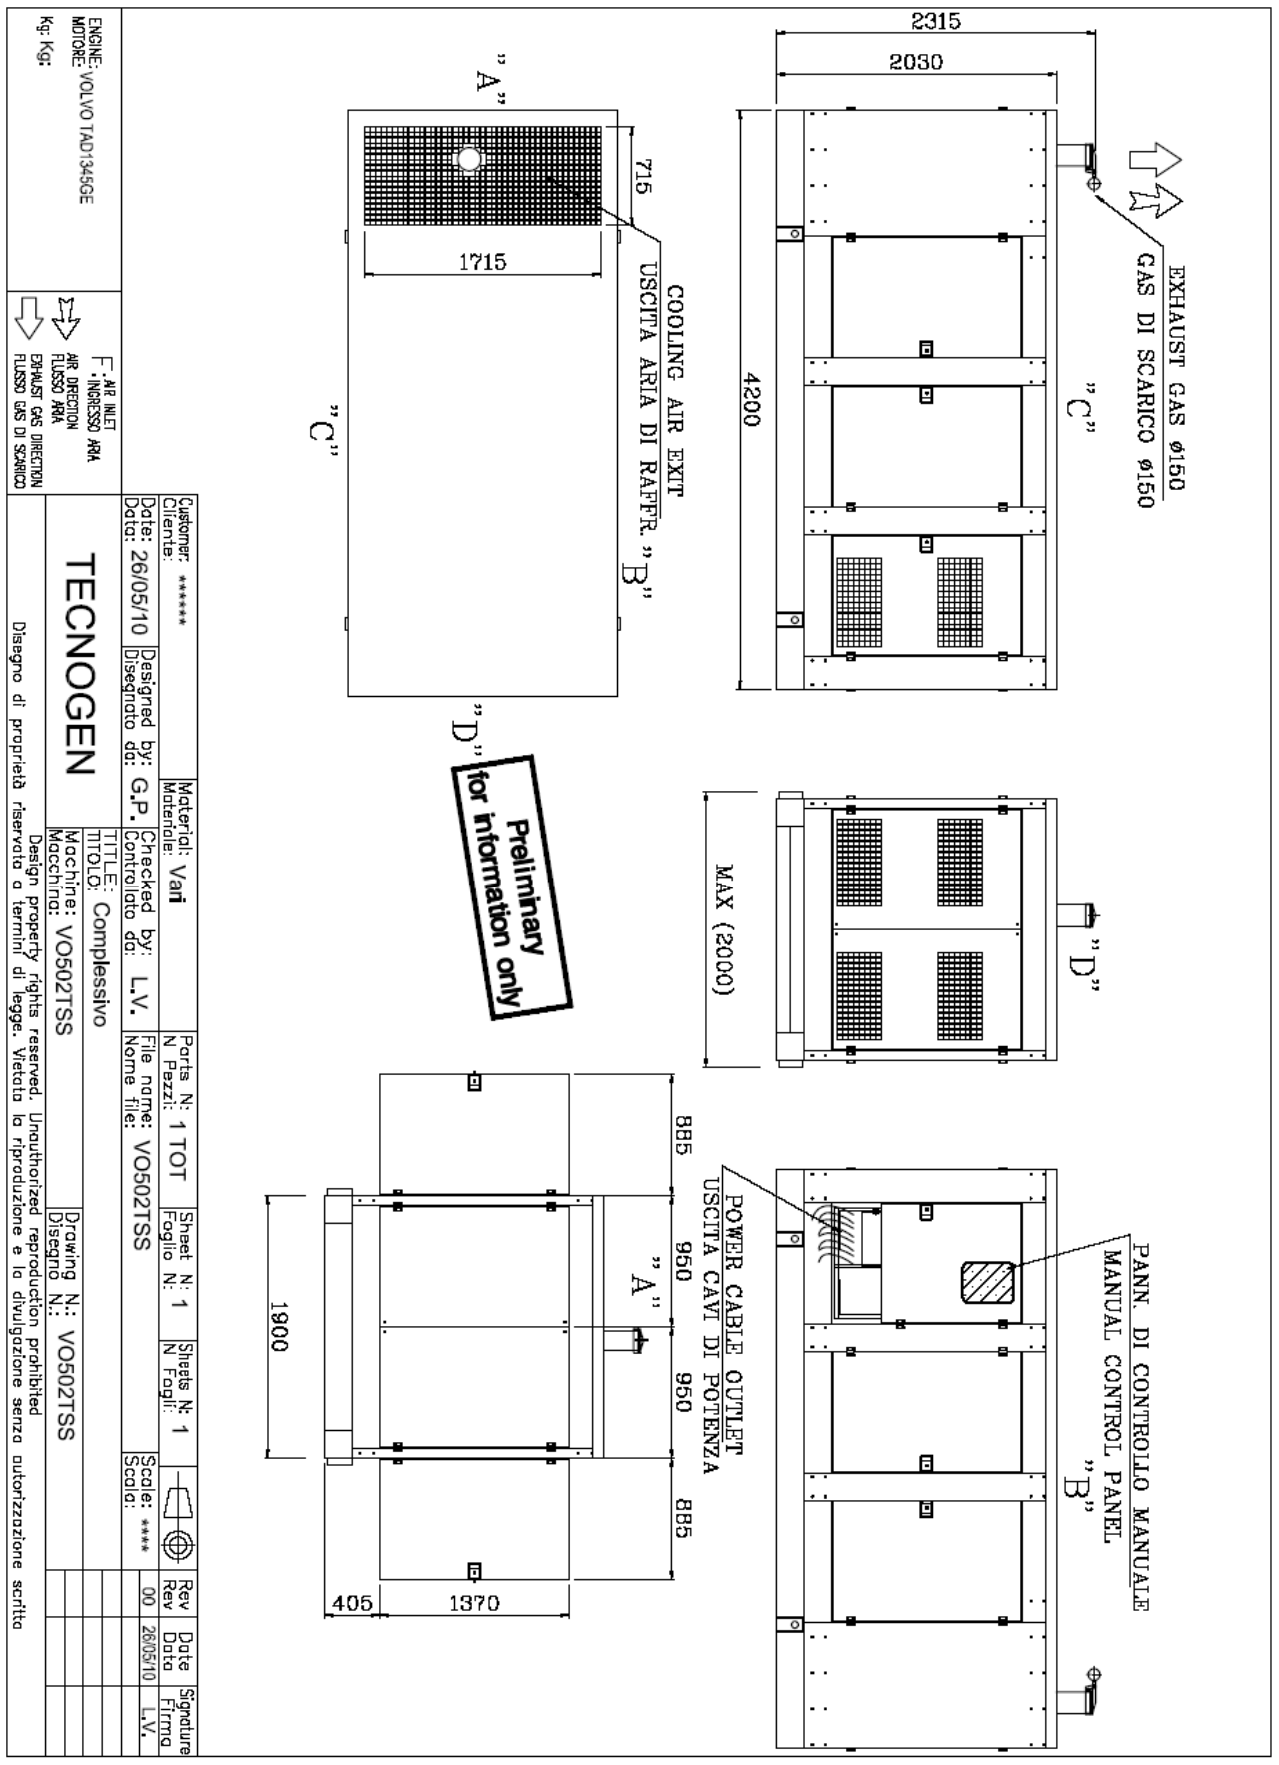 2315
2030
4200
EXHAUST GAS ø150
GAS DI SCARICO ø150
"C"
MAX (2000)
"D"
PANN. DI CONTROLLO MANUALE
MANUAL CONTROL PANEL
"B"
POWER CABLE OUTLET
USCITA CAVI DI POTENZA
"A"
715
1715
COOLING AIR EXIT
USCITA ARIA DI RAFFR.
"B"
"C"
"D"
Preliminary
for information only
885
950
950
885
"A"
1900
405
1370
ENGINE:
MOTORE: VOLVO TAD1345GE
Kg: Kg:
F : AIR INLET
INGRESSO ARIA
AIR DIRECTION
FLUSSO ARIA
EXHAUST GAS DIRECTION
FLUSSO GAS DI SCARICO
Customer: ******
Cliente:
Material: Vari
Materiale:
Parts N: 1 TOT
N Pezzi:
Sheet N: 1
Foglio N:
Sheets N: 1
N Fogli:
Rev Date Signature
Rev Data Firma
Date: 26/05/10
Data:
Designed by: G.P.
Disegnato da:
Checked by: L.V.
Controllato da:
File name: VO502TSS
Nome file:
Scale: ****
Scala:
00 26/05/10 L.V.
TECNOGEN
TITLE: Complessivo
TITOLO:
Machine: VO502TSS
Macchina:
Drawing N.: VO502TSS
Disegno N.:
Design property rights reserved. Unauthorized reproduction prohibited
Disegno di proprietà riservata a termini di legge. Vietata la riproduzione e la divulgazione senza autorizzazione scritta